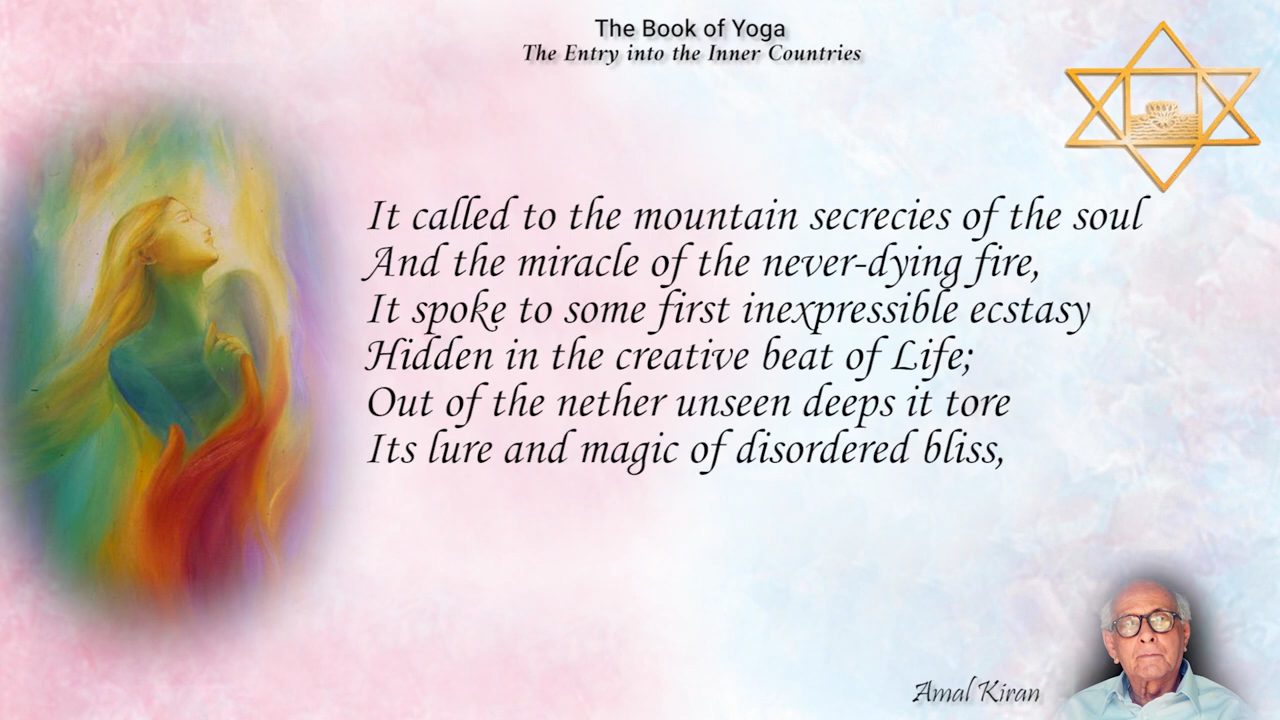 The Book of Yoga
The Entry into the Inner Countries
It called to the mountain secrecies of the soul
And the miracle of the never-dying fire,
It spoke to some first inexpressible ecstasy
Hidden in the creative beat of Life;
Out of the nether unseen deeps it tore
Its lure and magic of disordered bliss,
Amal Kiran